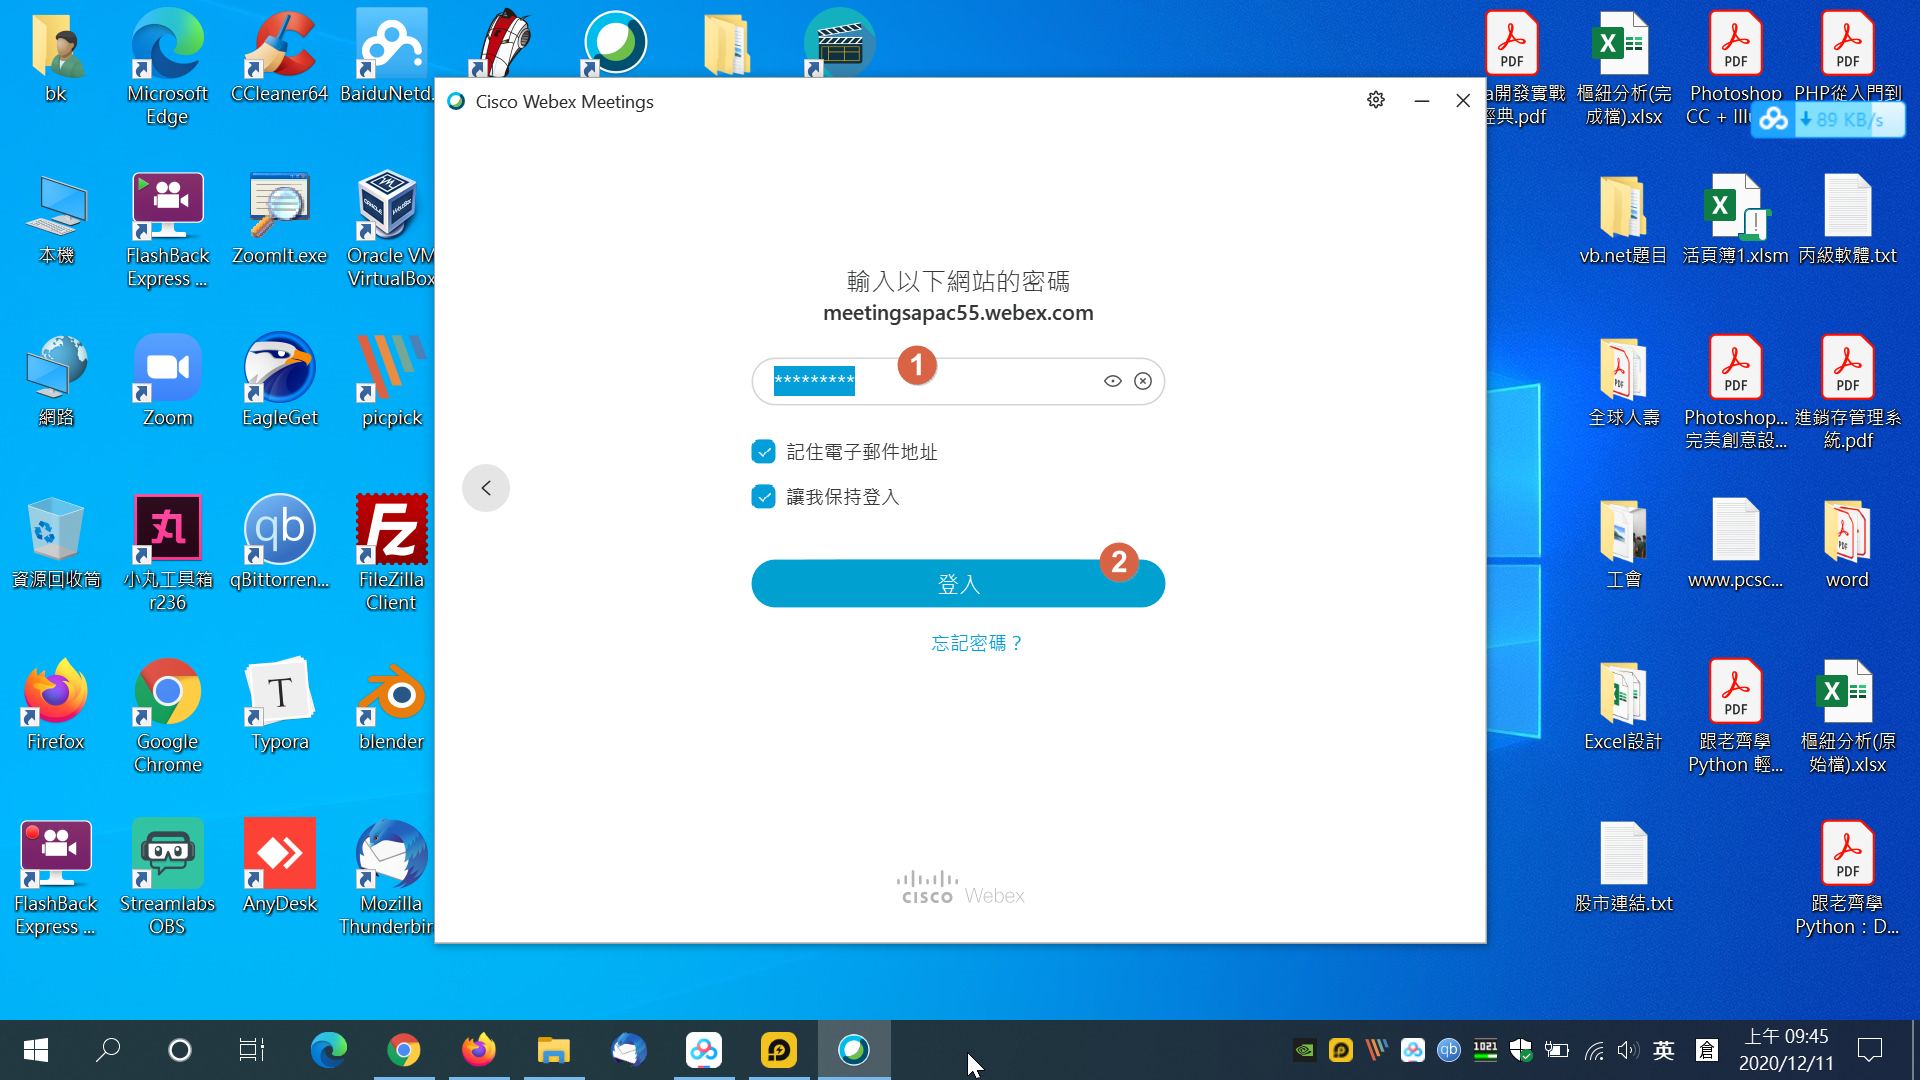 bk
Microsoft
Edge
CCleaner64
BaiduNetd.
本機
FlashBack
Express ...
ZoomIt.exe
Oracle VM
VirtualBox
網路
Zoom
EagleGet
picpick
資源回收筒
小丸工具箱
r236
qBittorren...
FileZilla
Client
Firefox
Google
Chrome
Typora
blender
FlashBack
Express ...
Streamlabs
OBS
AnyDesk
Mozilla
Thunderbir
Cisco Webex Meetings
輸入以下網站的密碼
meetingsapac55.webex.com
*********
1
記住電子郵件地址
讓我保持登入
2
登入
忘記密碼？
CISCO Webex
a開發實戰
經典.pdf
樞紐分析(完
成檔).xlsx
Photoshop
CC + Illu
PHP從入門到
89 KB/s
vb.net題目
活頁簿1.xlsm
丙級軟體.txt
全球人壽
Photoshop...
完美創意設...
進銷存管理系
統.pdf
工會
www.pcsc...
word
Excel設計
跟老齊學
Python 輕...
樞紐分析(原
始檔).xlsx
股市連結.txt
跟老齊學
Python：D...
1021
英
倉
上午 09:45
2020/12/11